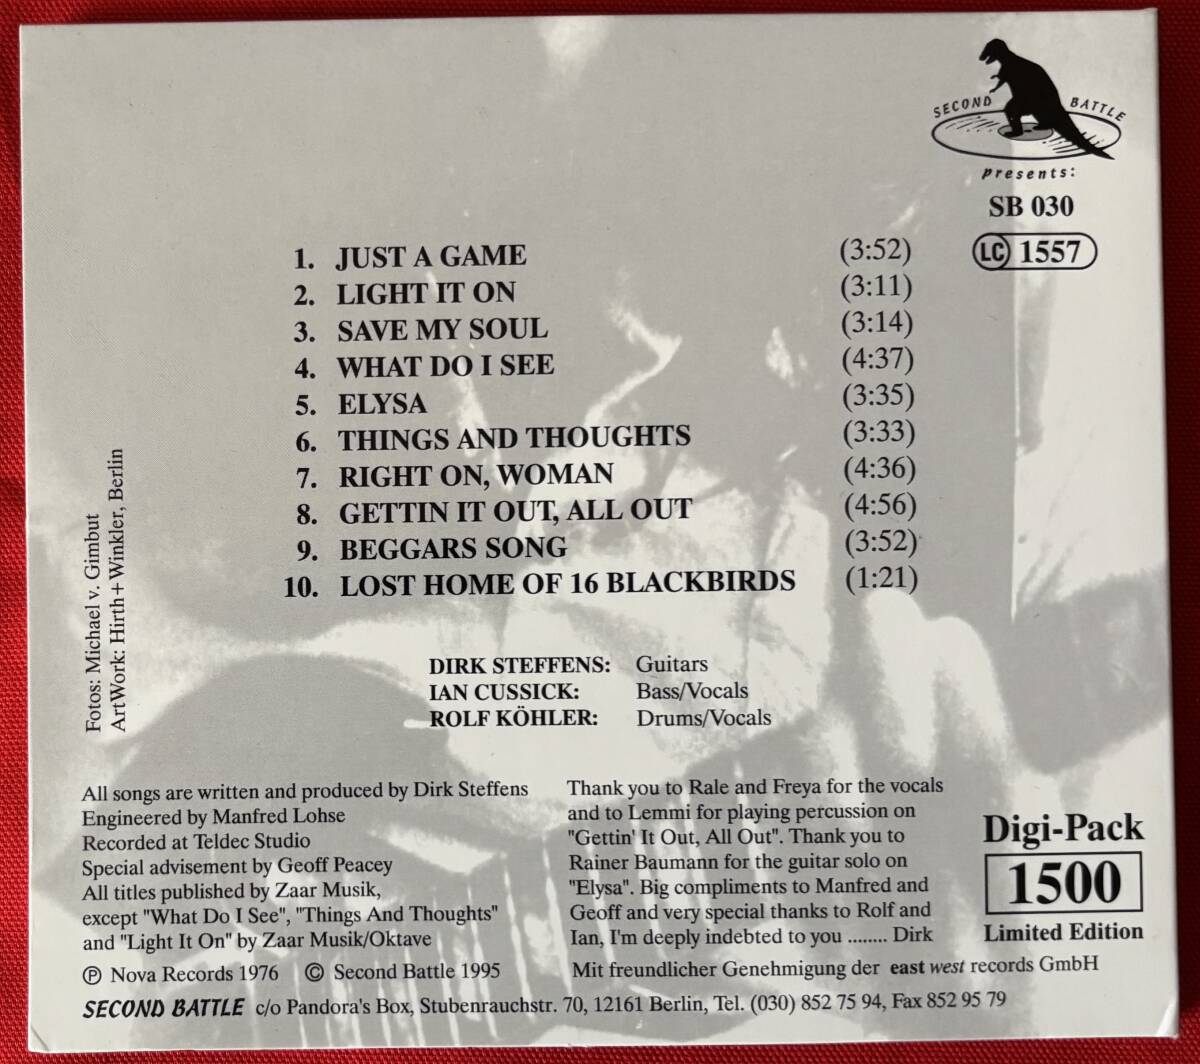 SECOND BATTLE
presents:
SB 030
LC 1557
1. JUST A GAME (3:52)
2. LIGHT IT ON (3:11)
3. SAVE MY SOUL (3:14)
4. WHAT DO I SEE (4:37)
5. ELYSA (3:35)
6. THINGS AND THOUGHTS (3:33)
7. RIGHT ON, WOMAN (4:36)
8. GETTIN IT OUT, ALL OUT (4:56)
9. BEGGARS SONG (3:52)
10. LOST HOME OF 16 BLACKBIRDS (1:21)
Fotos: Michael v. Gimbut
ArtWork: Hirth+Winkler, Berlin
DIRK STEFFENS: Guitars
IAN CUSSICK: Bass/Vocals
ROLF KÖHLER: Drums/Vocals
All songs are written and produced by Dirk Steffens
Engineered by Manfred Lohse
Recorded at Teldec Studio
Special advisement by Geoff Peacey
All titles published by Zaar Musik,
except "What Do I See", "Things And Thoughts"
and "Light It On" by Zaar Musik/Oktave
Ⓟ Nova Records 1976 © Second Battle 1995
Thank you to Rale and Freya for the vocals
and to Lemmi for playing percussion on
"Gettin' It Out, All Out". Thank you to
Rainer Baumann for the guitar solo on
"Elysa". Big compliments to Manfred and
Geoff and very special thanks to Rolf and
Ian, I'm deeply indebted to you ........ Dirk
Mit freundlicher Genehmigung der east west records GmbH
Digi-Pack
1500
Limited Edition
SECOND BATTLE c/o Pandora's Box, Stubenrauchstr. 70, 12161 Berlin, Tel. (030) 852 75 94, Fax 852 95 79